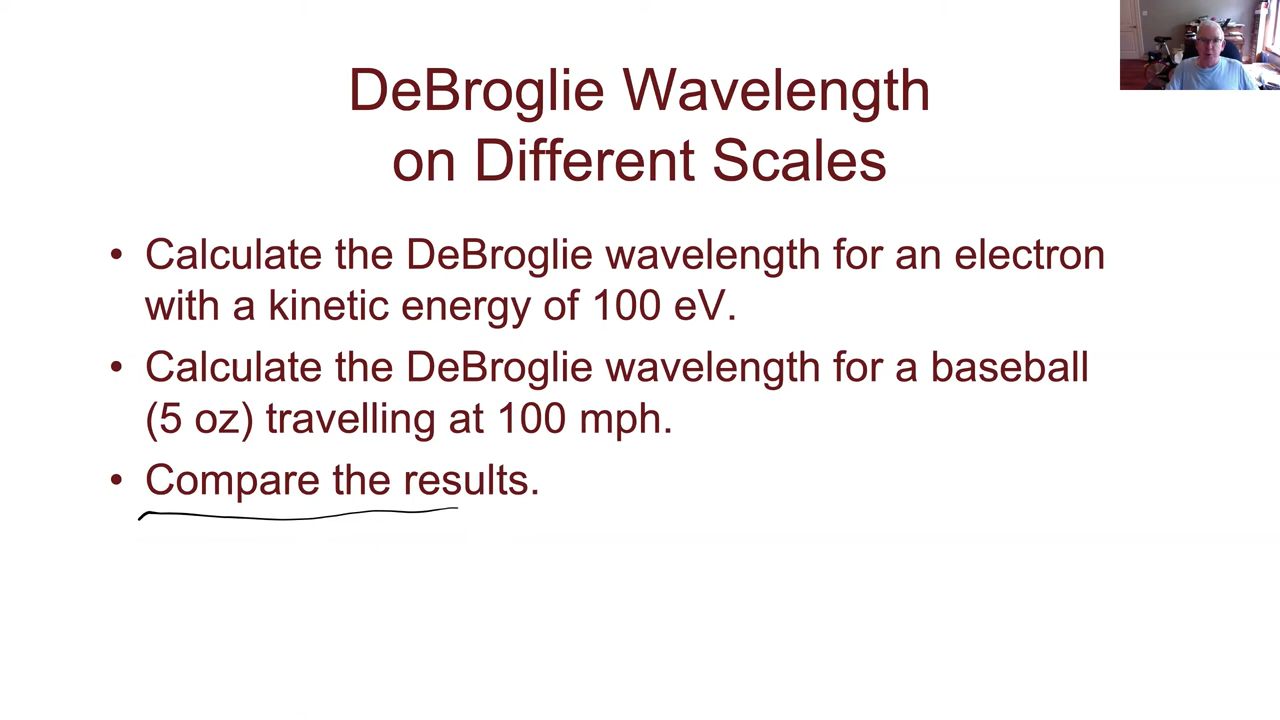 DeBroglie Wavelength
on Different Scales
• Calculate the DeBroglie wavelength for an electron
with a kinetic energy of 100 eV.
• Calculate the DeBroglie wavelength for a baseball
(5 oz) travelling at 100 mph.
• Compare the results.